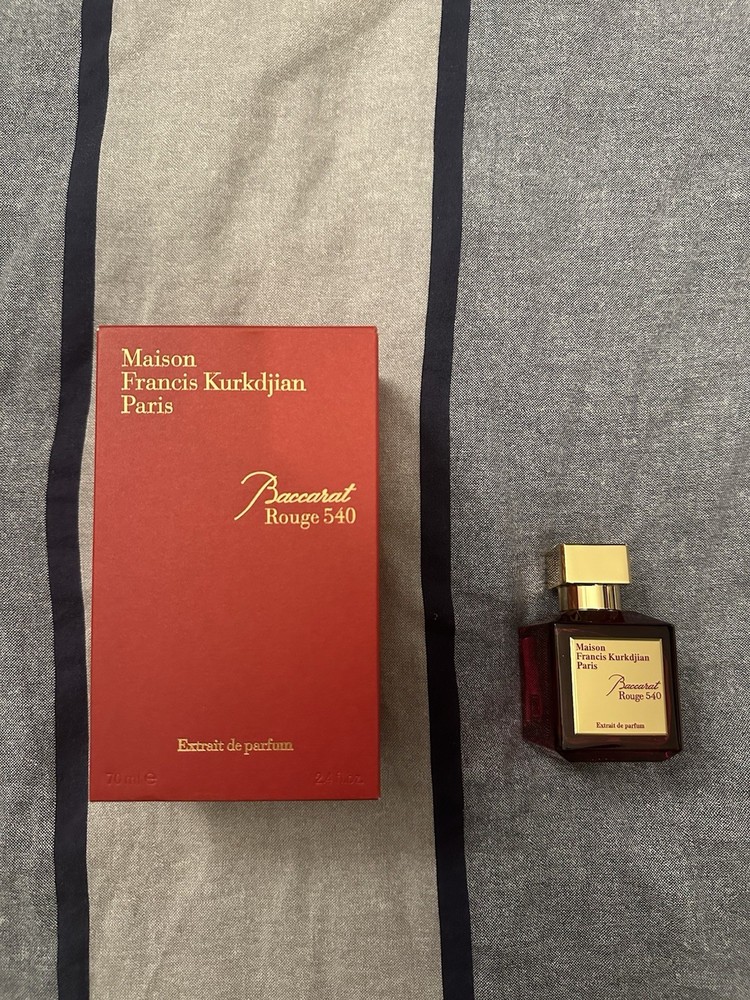 Maison
Francis Kurkdjian
Paris
Baccarat
Rouge 540
Extrait de parfum
70 ml e 2.4 fl.oz.
Maison
Francis Kurkdjian
Paris
Baccarat
Rouge 540
Extrait de parfum